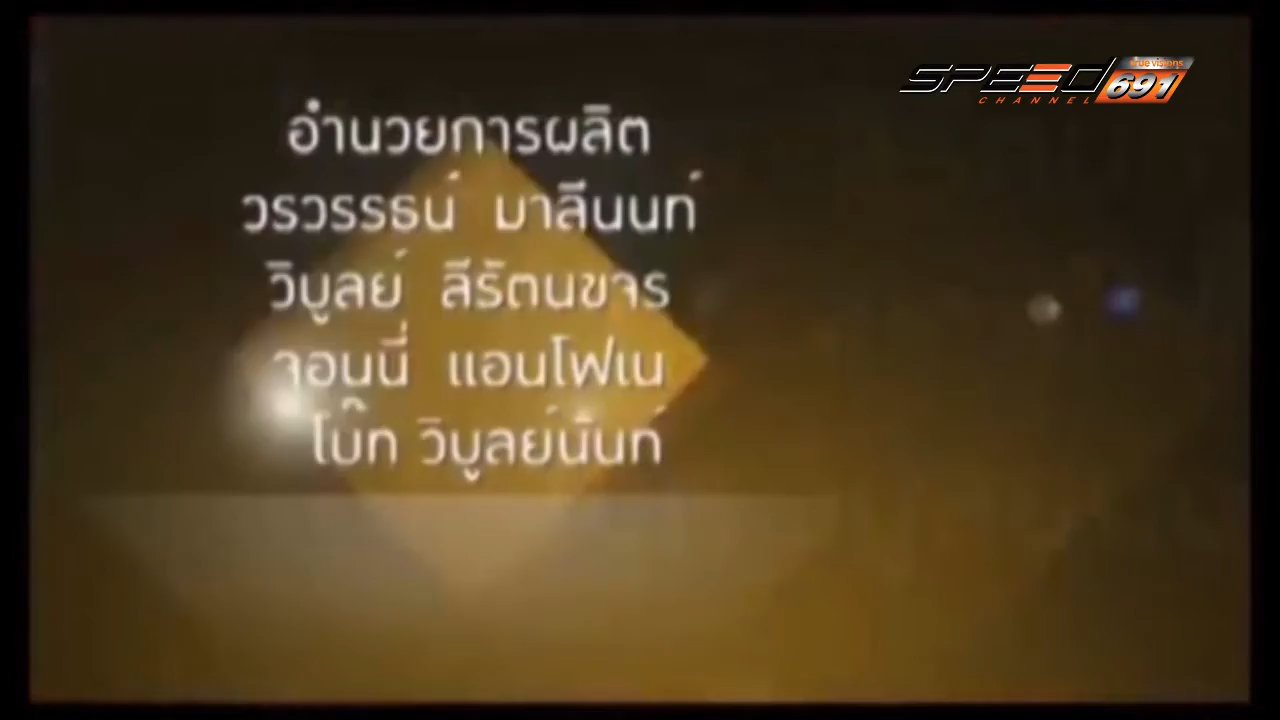 SPEED
CHANNEL
true visions
691
อำนวยการผลิต
วรวรรธน์ มาลีนนท์
วิบูลย์ ลีรัตนขจร
จอนนี่ แอนโฟเน
โบ๊ท วิบูลย์นันท์